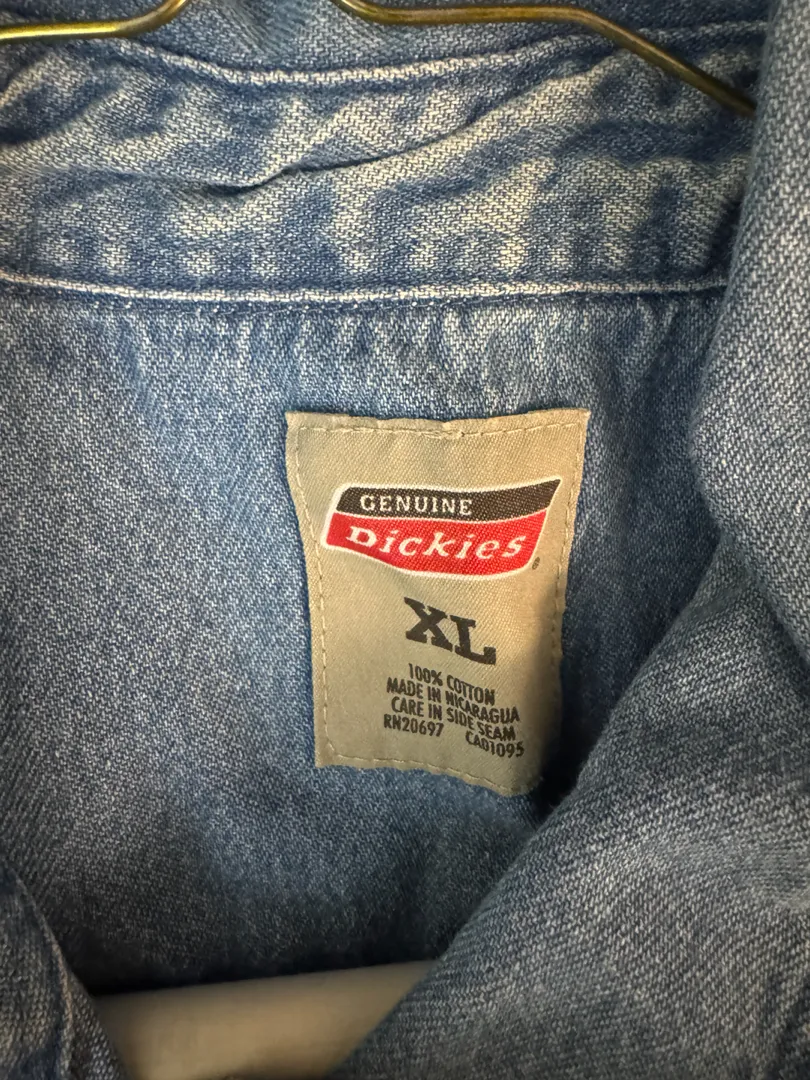 GENUINE
Dickies®
XL
100% COTTON
MADE IN NICARAGUA
CARE IN SIDE SEAM
RN20697 CA01095